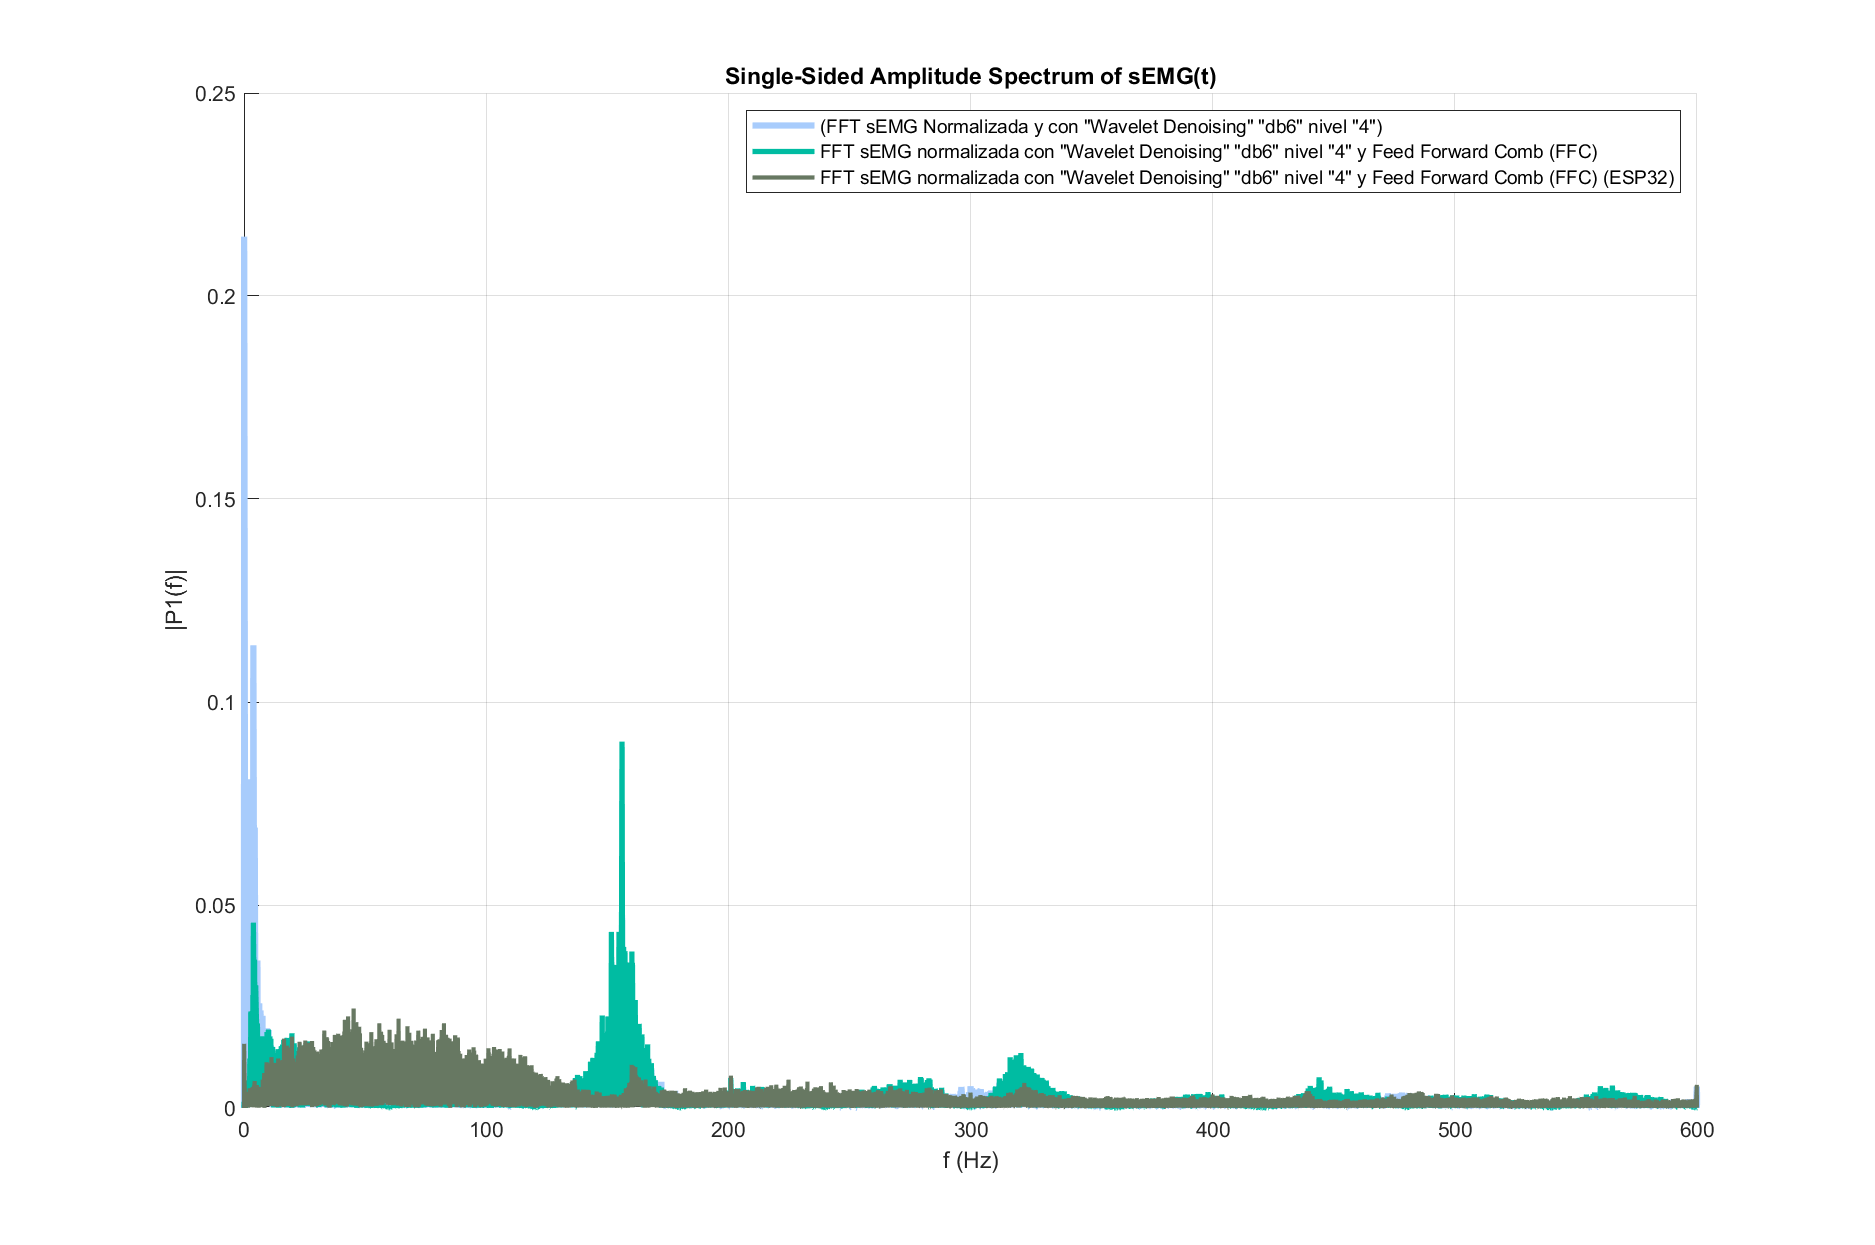 Single-Sided Amplitude Spectrum of sEMG(t)
(FFT sEMG Normalizada y con "Wavelet Denoising" "db6" nivel "4")
FFT sEMG normalizada con "Wavelet Denoising" "db6" nivel "4" y Feed Forward Comb (FFC)
FFT sEMG normalizada con "Wavelet Denoising" "db6" nivel "4" y Feed Forward Comb (FFC) (ESP32)
|P1(f)|
0.25
0.2
0.15
0.1
0.05
0
0 100 200 300 400 500 600
f (Hz)